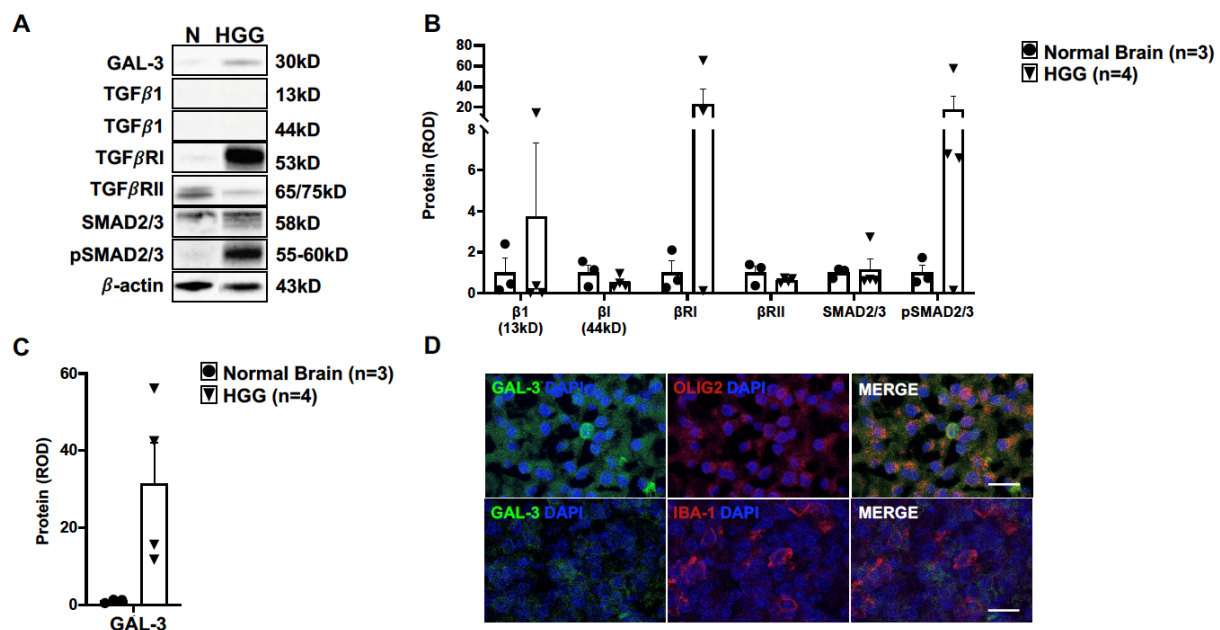 A
N HGG
GAL-3 30kD
TGFβ1 13kD
TGFβ1 44kD
TGFβRI 53kD
TGFβRII 65/75kD
SMAD2/3 58kD
pSMAD2/3 55-60kD
β-actin 43kD
B
Protein (ROD)
80
60
40
20
8
6
4
2
0
β1 βI βRI βRII SMAD2/3 pSMAD2/3
(13kD) (44kD)
Normal Brain (n=3)
HGG (n=4)
C
Normal Brain (n=3)
HGG (n=4)
Protein (ROD)
60
40
20
0
GAL-3
D
GAL-3 DAPI OLIG2 DAPI MERGE
GAL-3 DAPI IBA-1 DAPI MERGE